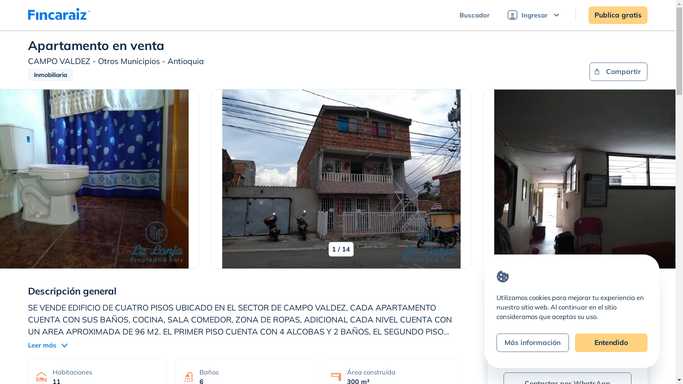 Fincaraiz
Buscador
Ingresar
Publica gratis
Apartamento en venta
CAMPO VALDEZ - Otros Municipios - Antioquia
Inmobiliaria
Compartir
La Lonja
Propiedad Raíz
1 / 14
Descripción general
SE VENDE EDIFICIO DE CUATRO PISOS UBICADO EN EL SECTOR DE CAMPO VALDEZ, CADA APARTAMENTO
CUENTA CON SUS BAÑOS, COCINA, SALA COMEDOR, ZONA DE ROPAS, ADICIONAL CADA NIVEL CUENTA CON
UN AREA APROXIMADA DE 96 M2. EL PRIMER PISO CUENTA CON 4 ALCOBAS Y 2 BAÑOS, EL SEGUNDO PISO...
Leer más
Habitaciones
11
Baños
6
Área construida
300 m²
Utilizamos cookies para mejorar tu experiencia en
nuestro sitio web. Al continuar en el sitio
consideramos que aceptas su uso.
Más información
Entendido
Contactar por WhatsApp